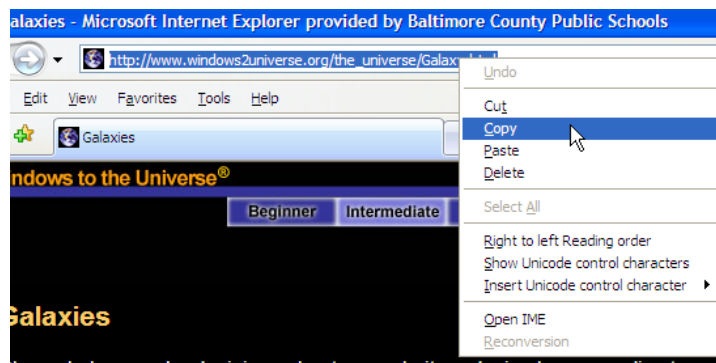 alaxies - Microsoft Internet Explorer provided by Baltimore County Public Schools
http://www.windows2universe.org/the_universe/Galaxy.html
Edit View Favorites Tools Help
Galaxies
ndows to the Universe®
Beginner Intermediate
Galaxies
Undo
Cut
Copy
Paste
Delete
Select All
Right to left Reading order
Show Unicode control characters
Insert Unicode control character
Open IME
Reconversion